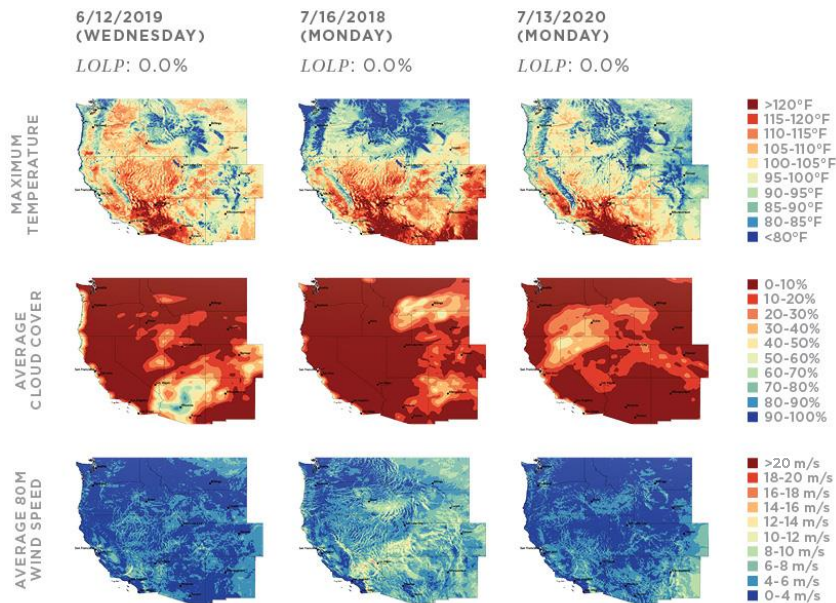 6/12/2019
(WEDNESDAY)
LOLP: 0.0%
7/16/2018
(MONDAY)
LOLP: 0.0%
7/13/2020
(MONDAY)
LOLP: 0.0%
MAXIMUM
TEMPERATURE
>120°F
115-120°F
110-115°F
105-110°F
100-105°F
95-100°F
90-95°F
85-90°F
80-85°F
<80°F
AVERAGE
CLOUD COVER
0-10%
10-20%
20-30%
30-40%
40-50%
50-60%
60-70%
70-80%
80-90%
90-100%
AVERAGE 80M
WIND SPEED
>20 m/s
18-20 m/s
16-18 m/s
14-16 m/s
12-14 m/s
10-12 m/s
8-10 m/s
6-8 m/s
4-6 m/s
0-4 m/s